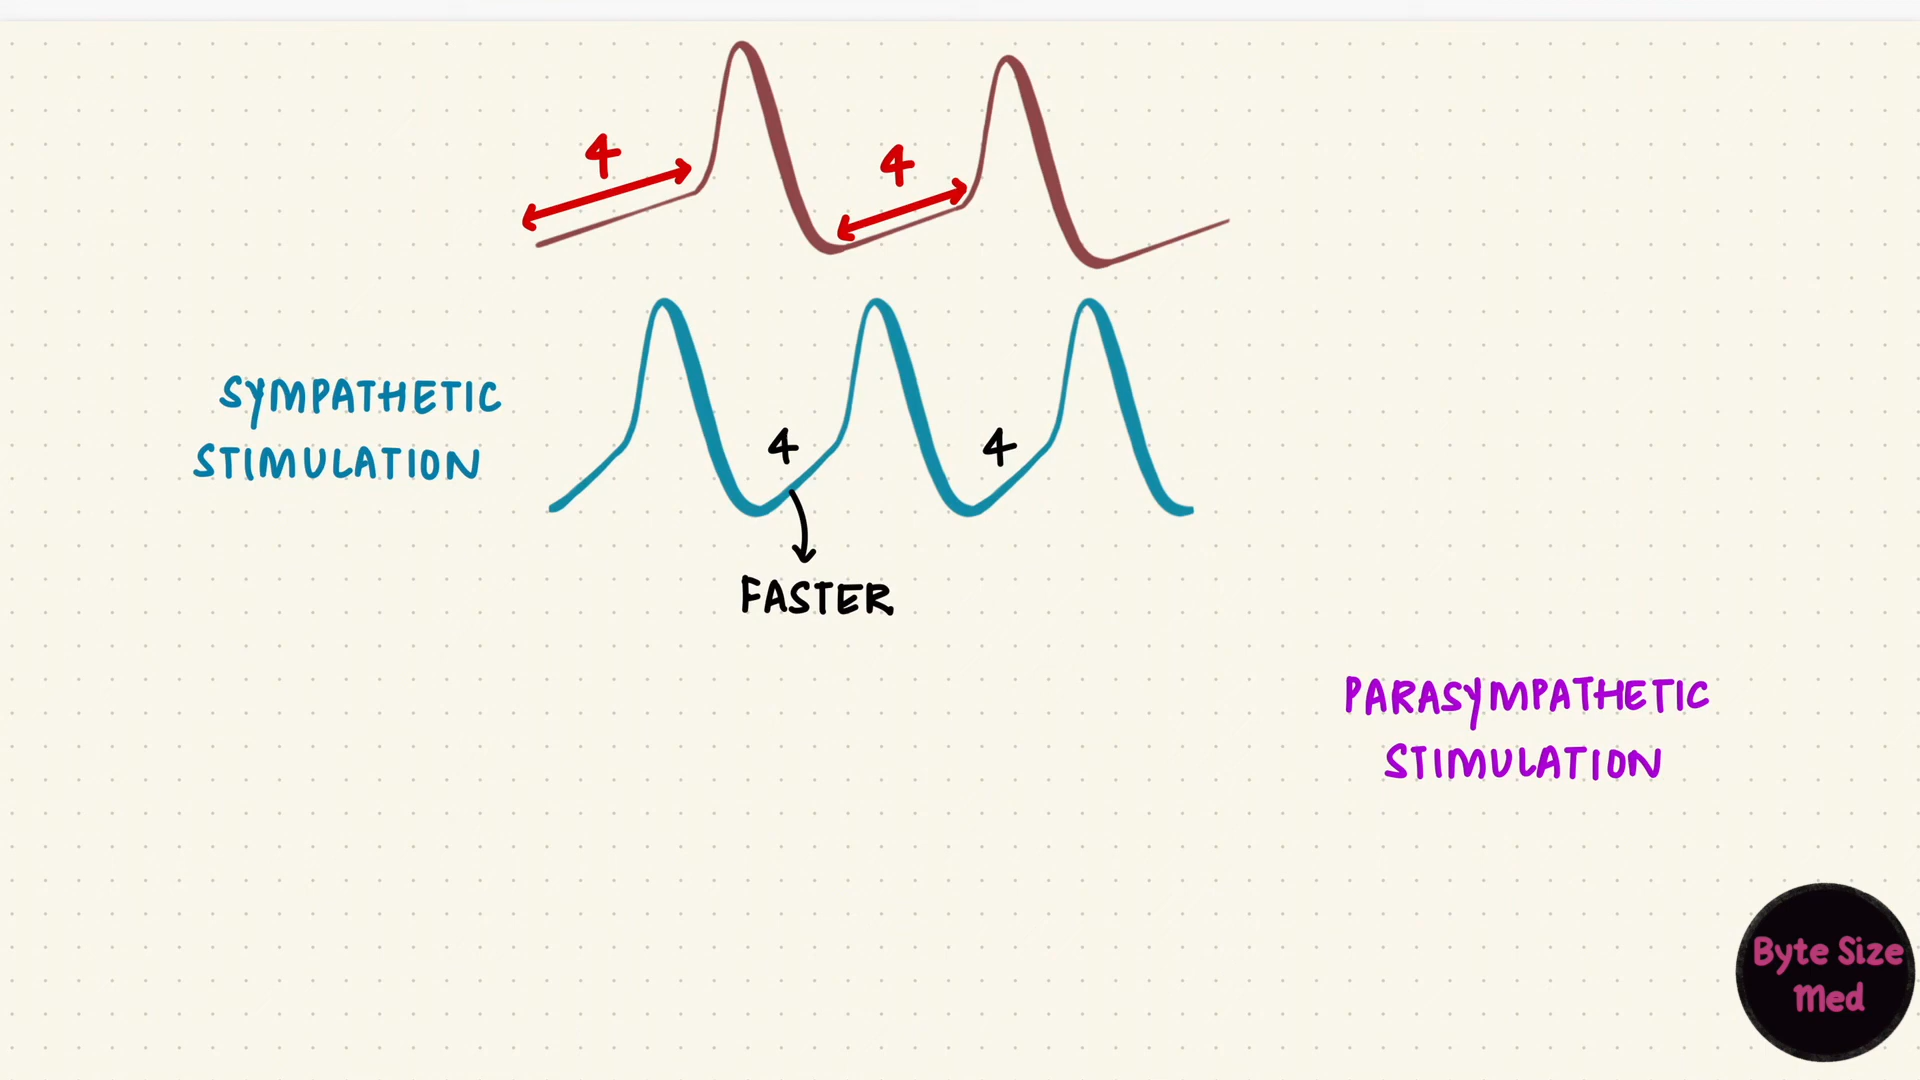 4
4
SYMPATHETIC
STIMULATION
4
4
FASTER
PARASYMPATHETIC
STIMULATION
Byte Size
Med